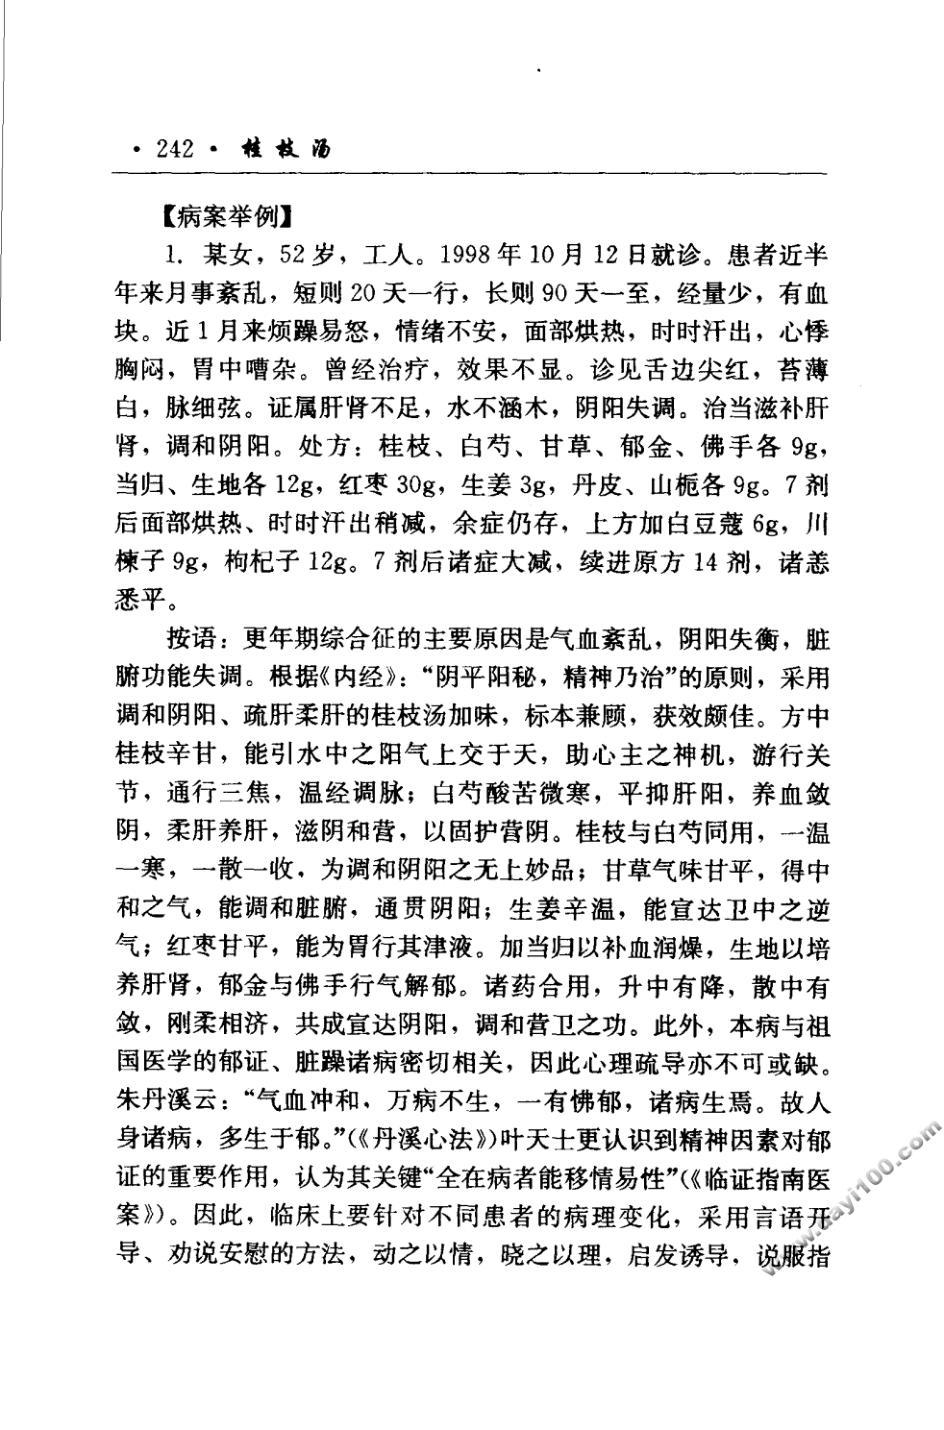 · 242 · 桂枝汤
【病案举例】
1. 某女，52岁，工人。1998年10月12日就诊。患者近半
年来月事紊乱，短则20天一行，长则90天一至，经量少，有血
块。近1月来烦躁易怒，情绪不安，面部烘热，时时汗出，心悸
胸闷，胃中嘈杂。曾经治疗，效果不显。诊见舌边尖红，苔薄
白，脉细弦。证属肝肾不足，水不涵木，阴阳失调。治当滋补肝
肾，调和阴阳。处方：桂枝、白芍、甘草、郁金、佛手各9g，
当归、生地各12g，红枣30g，生姜3g，丹皮、山栀各9g。7剂
后面部烘热、时时汗出稍减，余症仍存，上方加白豆蔻6g，川
楝子9g，枸杞子12g。7剂后诸症大减，续进原方14剂，诸恙
悉平。
按语：更年期综合征的主要原因是气血紊乱，阴阳失衡，脏
腑功能失调。根据《内经》：“阴平阳秘，精神乃治”的原则，采用
调和阴阳、疏肝柔肝的桂枝汤加味，标本兼顾，获效颇佳。方中
桂枝辛甘，能引水中之阳气上交于天，助心主之神机，游行关
节，通行三焦，温经调脉；白芍酸苦微寒，平抑肝阳，养血敛
阴，柔肝养肝，滋阴和营，以固护营阴。桂枝与白芍同用，一温
一寒，一散一收，为调和阴阳之无上妙品；甘草气味甘平，得中
和之气，能调和脏腑，通贯阴阳；生姜辛温，能宣达卫中之逆
气；红枣甘平，能为胃行其津液。加当归以补血润燥，生地以培
养肝肾，郁金与佛手行气解郁。诸药合用，升中有降，散中有
敛，刚柔相济，共成宣达阴阳，调和营卫之功。此外，本病与祖
国医学的郁证、脏躁诸病密切相关，因此心理疏导亦不可或缺。
朱丹溪云：“气血冲和，万病不生，一有怫郁，诸病生焉。故人
身诸病，多生于郁。”（《丹溪心法》）叶天士更认识到精神因素对郁
证的重要作用，认为其关键“全在病者能移情易性”（《临证指南医
案》）。因此，临床上要针对不同患者的病理变化，采用言语开
导、劝说安慰的方法，动之以情，晓之以理，启发诱导，说服指
www.dayi100.com